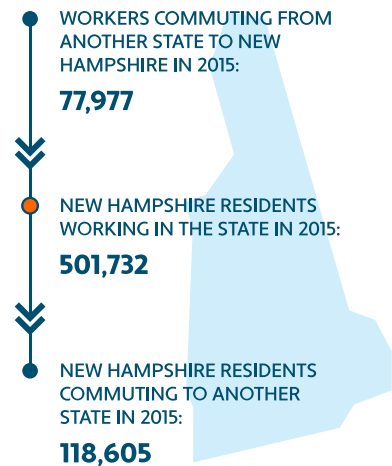 WORKERS COMMUTING FROM
ANOTHER STATE TO NEW
HAMPSHIRE IN 2015:
77,977
NEW HAMPSHIRE RESIDENTS
WORKING IN THE STATE IN 2015:
501,732
NEW HAMPSHIRE RESIDENTS
COMMUTING TO ANOTHER
STATE IN 2015:
118,605